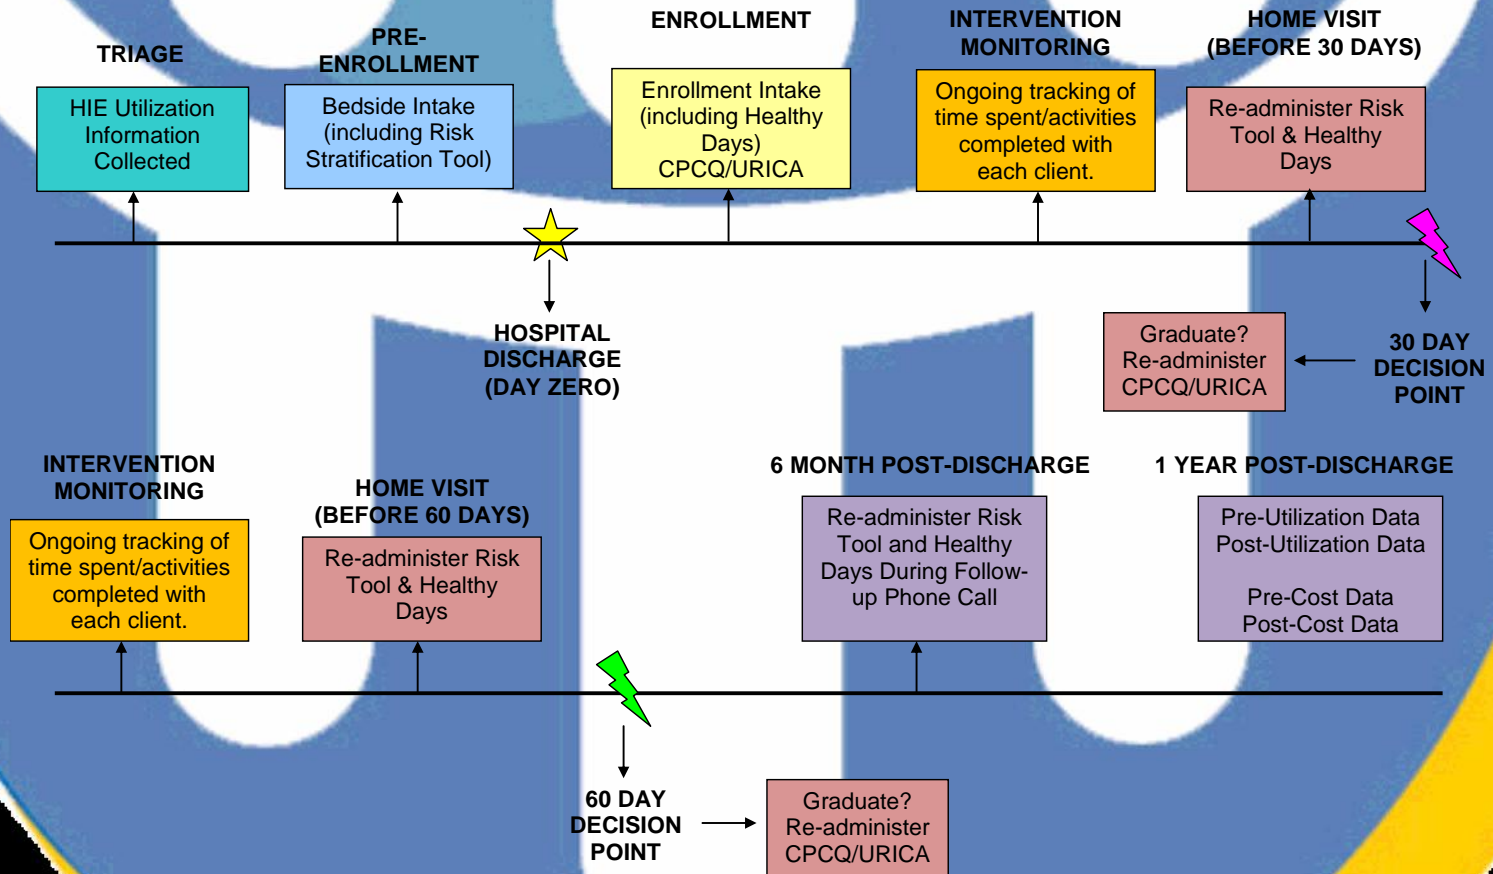 TRIAGE
HIE Utilization
Information
Collected
PRE-
ENROLLMENT
Bedside Intake
(including Risk
Stratification Tool)
HOSPITAL
DISCHARGE
(DAY ZERO)
ENROLLMENT
Enrollment Intake
(including Healthy
Days)
CPCQ/URICA
INTERVENTION
MONITORING
Ongoing tracking of
time spent/activities
completed with
each client.
HOME VISIT
(BEFORE 30 DAYS)
Re-administer Risk
Tool & Healthy
Days
30 DAY
DECISION
POINT
Graduate?
Re-administer
CPCQ/URICA
INTERVENTION
MONITORING
Ongoing tracking of
time spent/activities
completed with
each client.
HOME VISIT
(BEFORE 60 DAYS)
Re-administer Risk
Tool & Healthy
Days
60 DAY
DECISION
POINT
Graduate?
Re-administer
CPCQ/URICA
6 MONTH POST-DISCHARGE
Re-administer Risk
Tool and Healthy
Days During Follow-
up Phone Call
1 YEAR POST-DISCHARGE
Pre-Utilization Data
Post-Utilization Data
Pre-Cost Data
Post-Cost Data